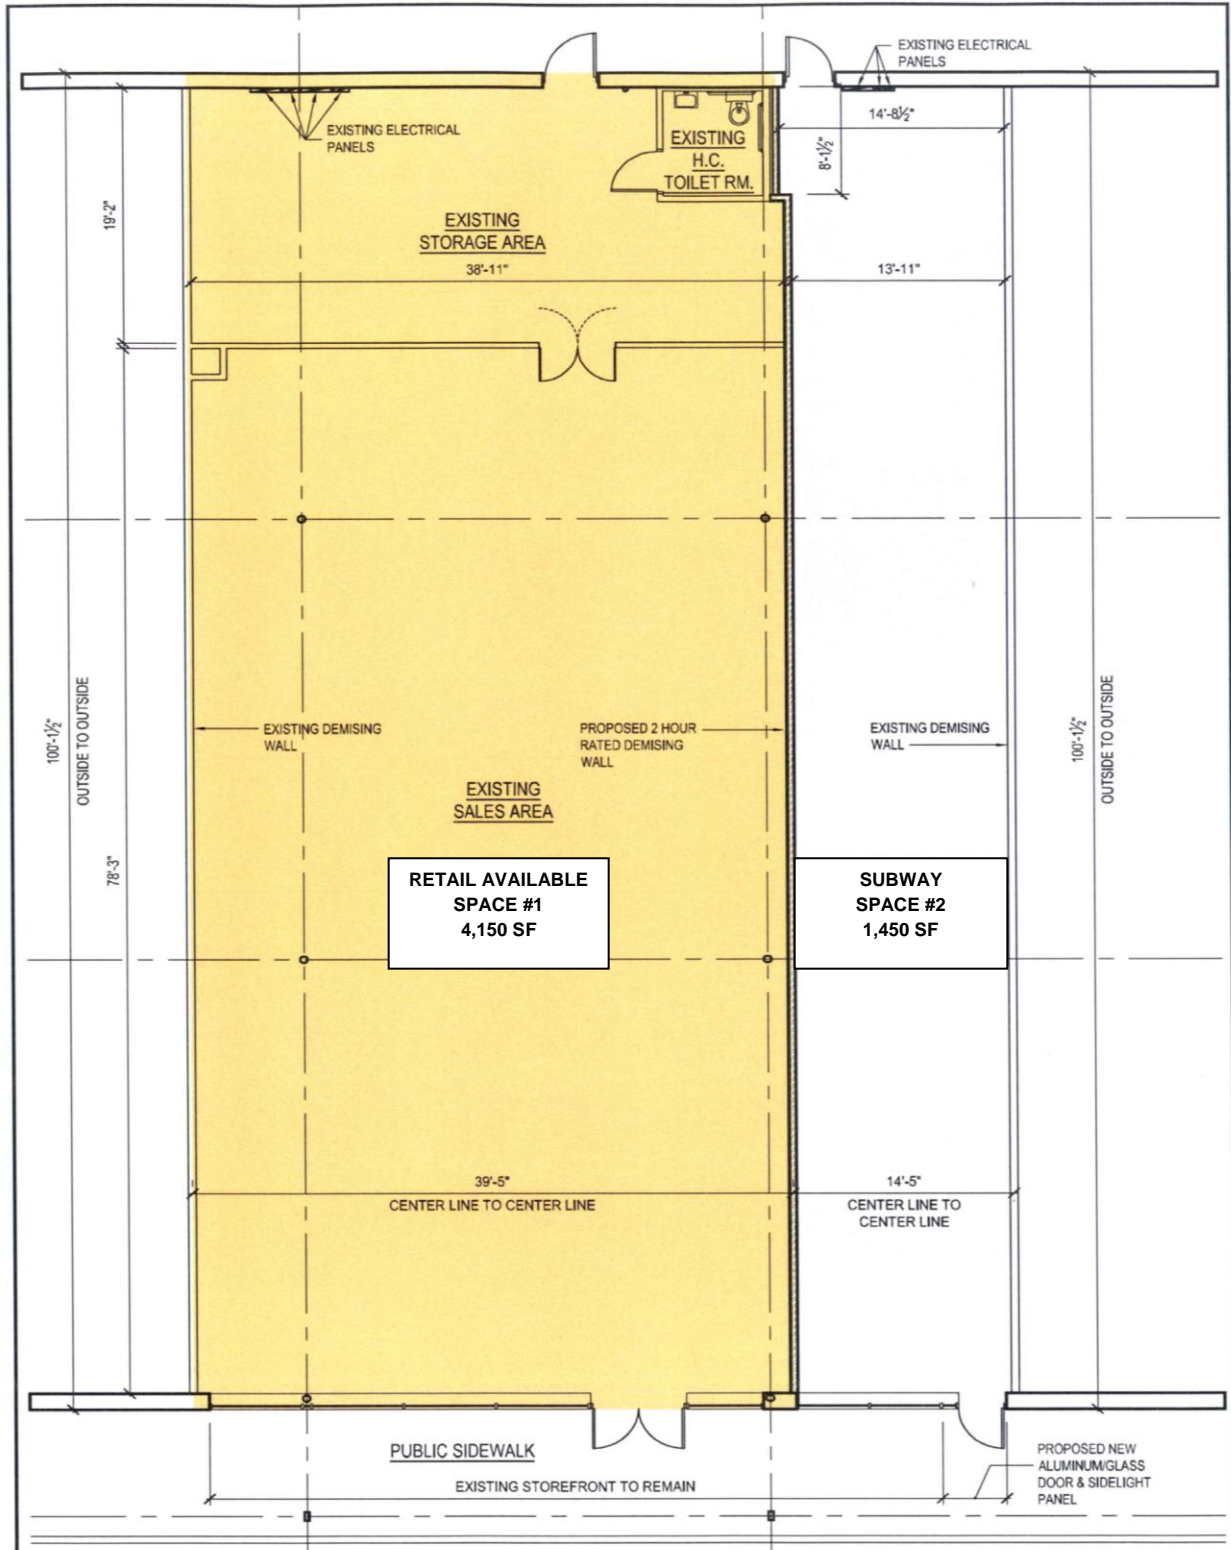 EXISTING ELECTRICAL
PANELS
14'-8½"
EXISTING ELECTRICAL
PANELS
EXISTING
H.C.
TOILET RM.
8'-1½"
19'-2"
EXISTING
STORAGE AREA
38'-11"
13'-11"
100'-1½"
OUTSIDE TO OUTSIDE
EXISTING DEMISING
WALL
PROPOSED 2 HOUR
RATED DEMISING
WALL
EXISTING DEMISING
WALL
100'-1½"
OUTSIDE TO OUTSIDE
EXISTING
SALES AREA
78'-3"
RETAIL AVAILABLE
SPACE #1
4,150 SF
SUBWAY
SPACE #2
1,450 SF
39'-5"
CENTER LINE TO CENTER LINE
14'-5"
CENTER LINE TO
CENTER LINE
PUBLIC SIDEWALK
EXISTING STOREFRONT TO REMAIN
PROPOSED NEW
ALUMINUM/GLASS
DOOR & SIDELIGHT
PANEL